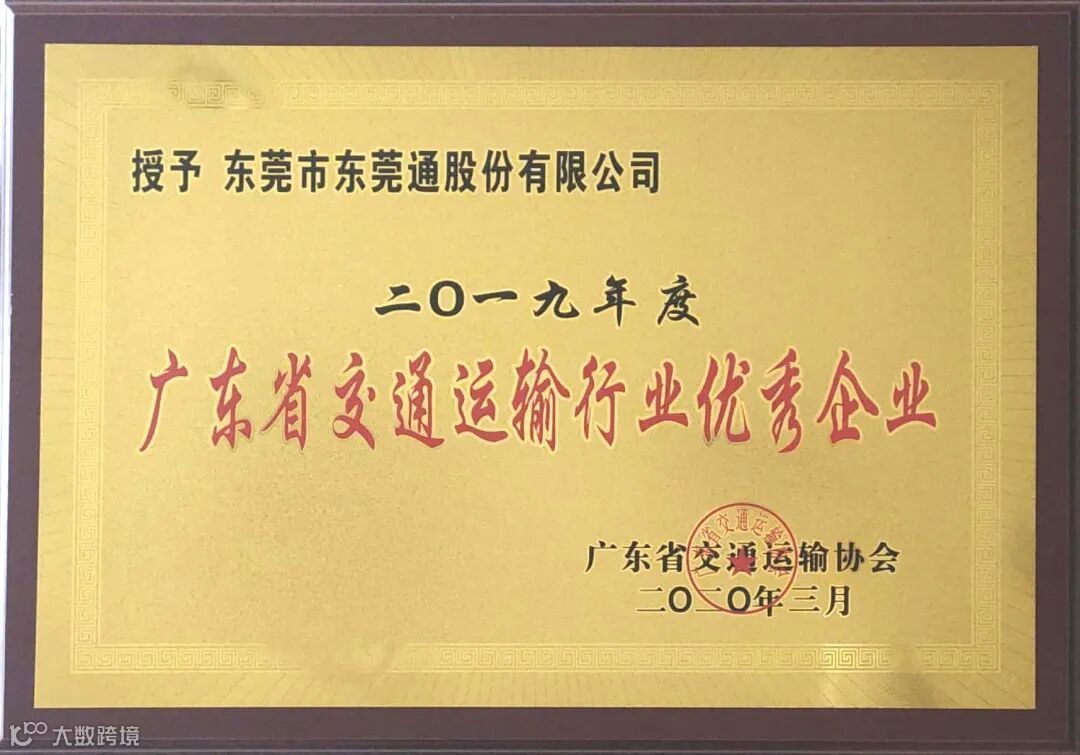 授予 东莞市东莞通股份有限公司
二〇一九年度
广东省交通运输行业优秀企业
广东省交通运输协会
二〇二〇年三月
大数跨境